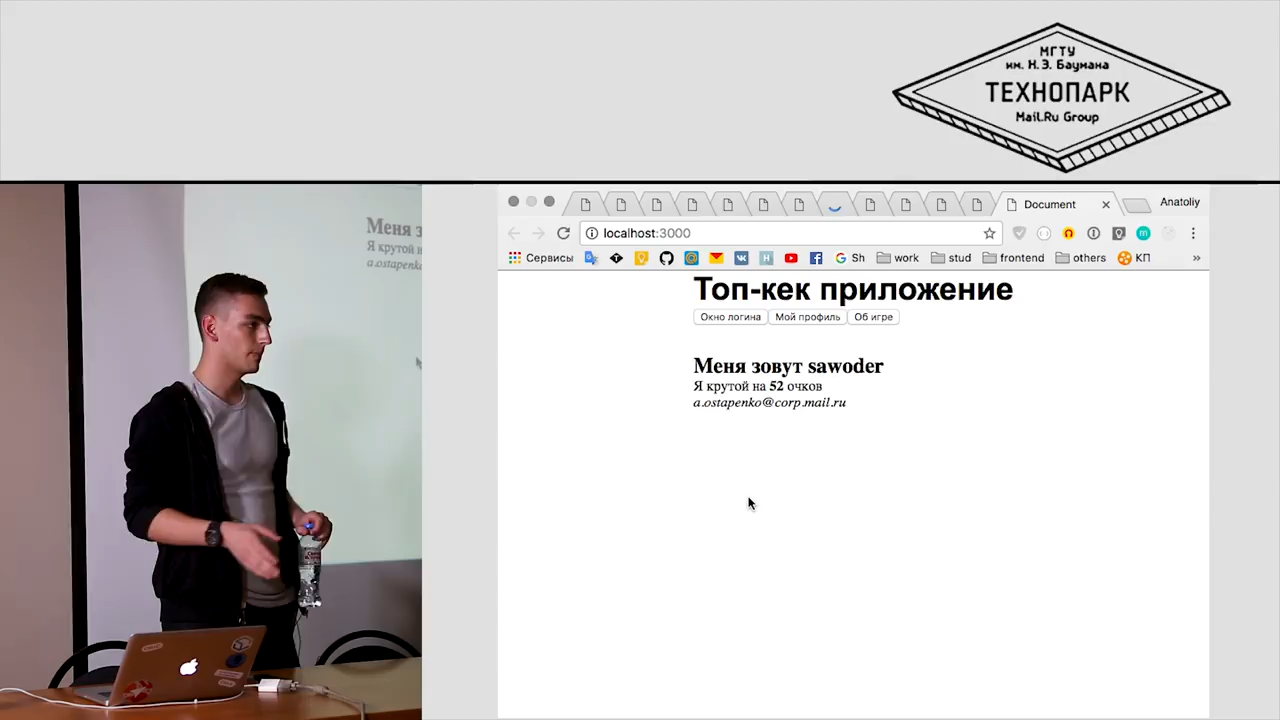 МГТУ
им. Н.Э. Баумана
ТЕХНОПАРК
Mail.Ru Group
Меня з
Я крутой н
a.ostapenko
Document
Anatoliy
localhost:3000
Сервисы
Sh
work
stud
frontend
others
КП
»
Топ-кек приложение
Окно логина
Мой профиль
Об игре
Меня зовут sawoder
Я крутой на 52 очков
a.ostapenko@corp.mail.ru